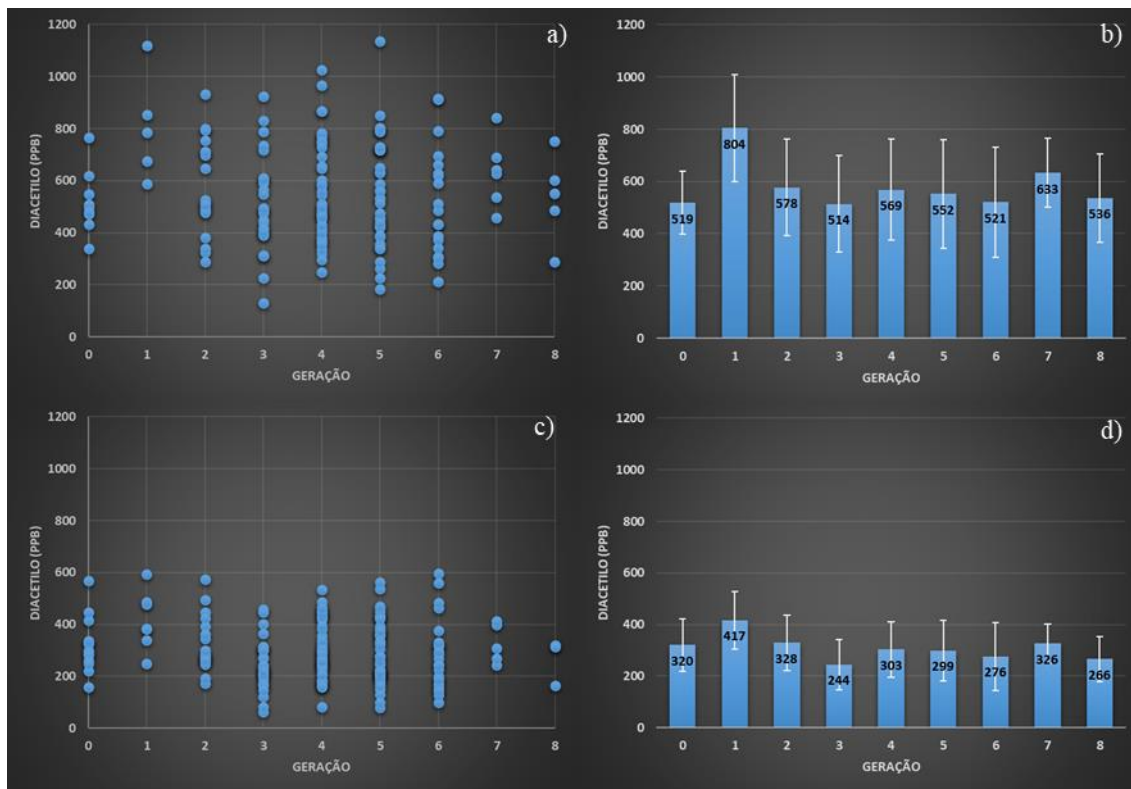 a)
1200
1000
800
600
400
200
0
DIACETILO (PPB)
0 1 2 3 4 5 6 7 8
GERAÇÃO
b)
1200
1000
800
600
400
200
0
DIACETILO (PPB)
519 804 578 514 569 552 521 633 536
0 1 2 3 4 5 6 7 8
GERAÇÃO
c)
1200
1000
800
600
400
200
0
DIACETILO (PPB)
0 1 2 3 4 5 6 7 8
GERAÇÃO
d)
1200
1000
800
600
400
200
0
DIACETILO (PPB)
320 417 328 244 303 299 276 326 266
0 1 2 3 4 5 6 7 8
GERAÇÃO